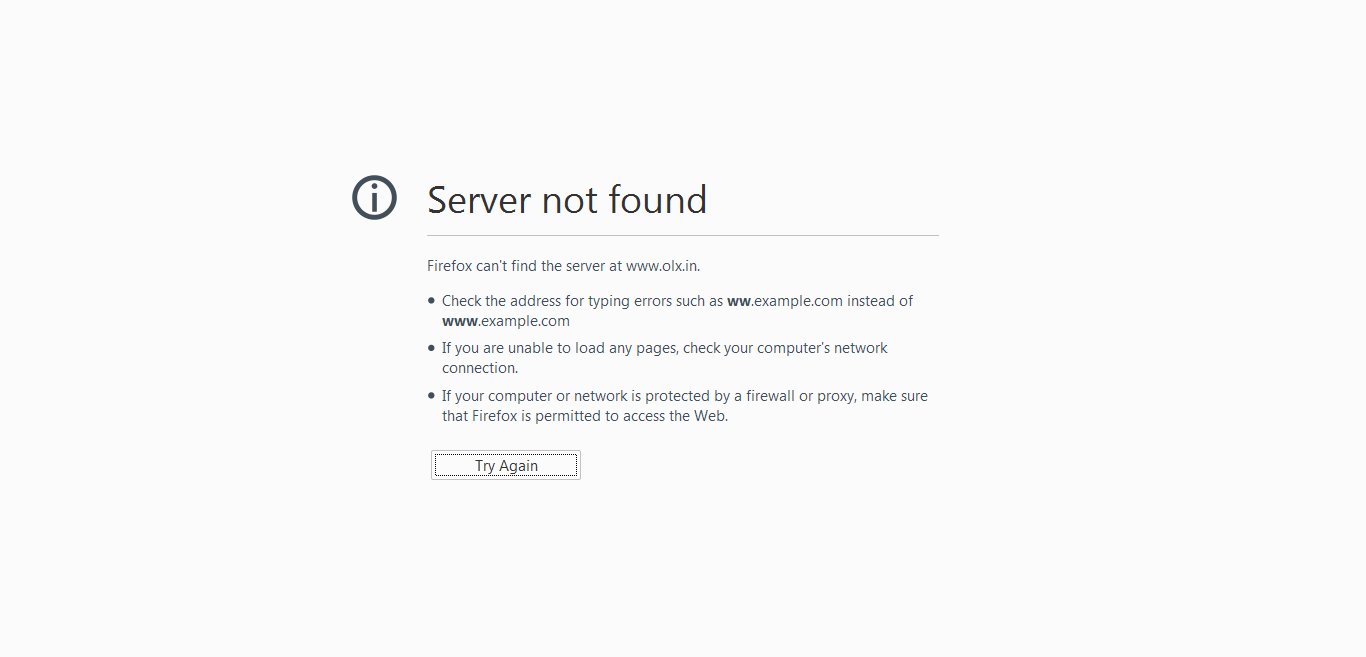 Server not found
Firefox can't find the server at www.olx.in.
Check the address for typing errors such as ww.example.com instead of
www.example.com
If you are unable to load any pages, check your computer's network
connection.
If your computer or network is protected by a firewall or proxy, make sure
that Firefox is permitted to access the Web.
Try Again